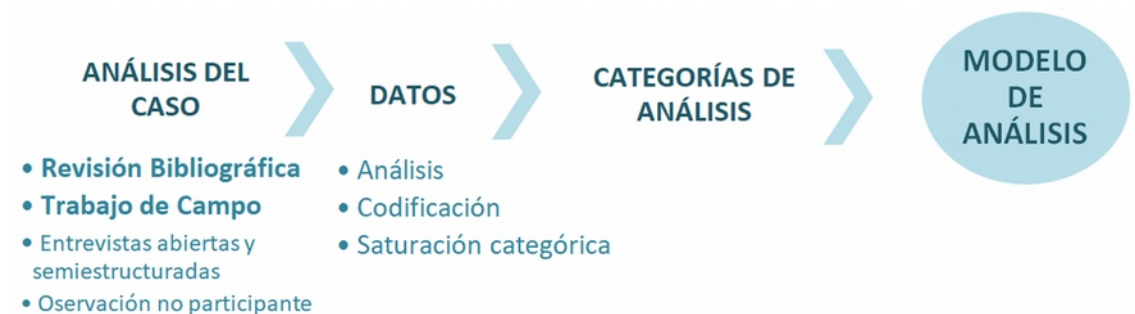 ANÁLISIS DEL
CASO
DATOS
CATEGORÍAS DE
ANÁLISIS
MODELO
DE
ANÁLISIS
• Revisión Bibliográfica
• Trabajo de Campo
• Entrevistas abiertas y
semiestructuradas
• Oservación no participante
• Análisis
• Codificación
• Saturación categórica